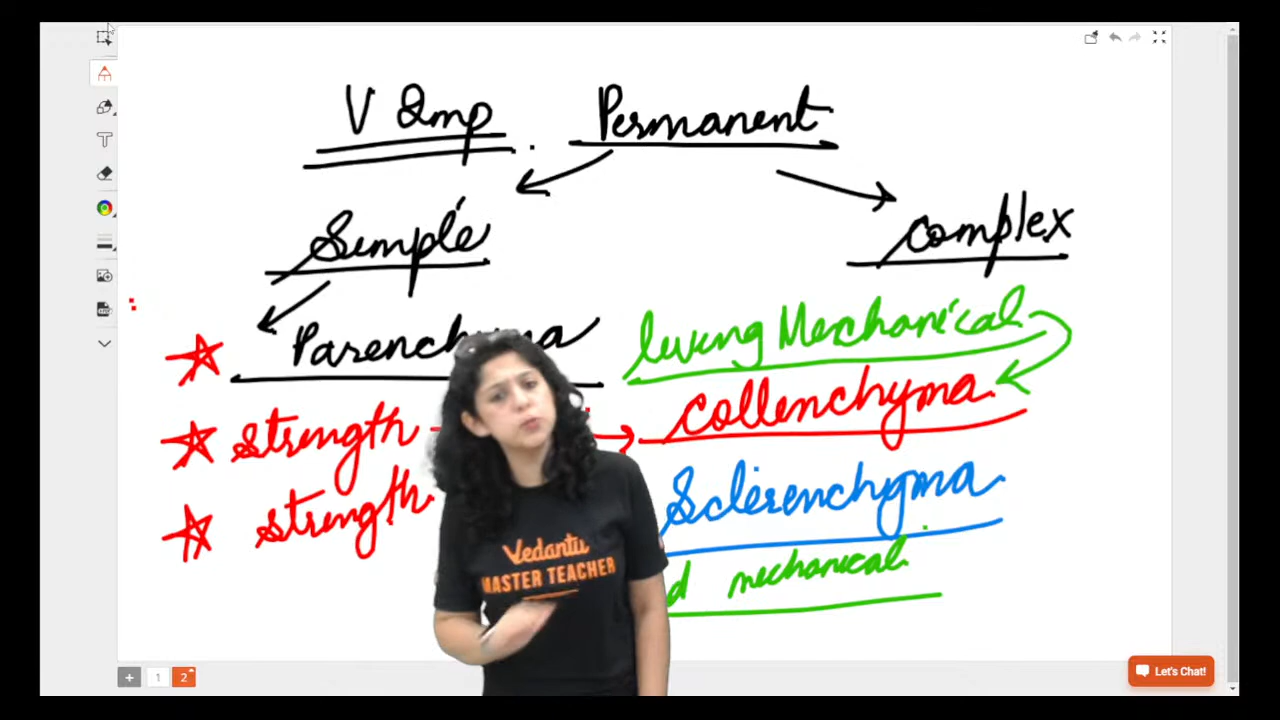 V Imp. Permanent
Simple complex
Parenchyma living Mechanical
strength collenchyma
strength Sclerenchyma
d mechanical
Vedantu
MASTER TEACHER
1 2
Let's Chat!